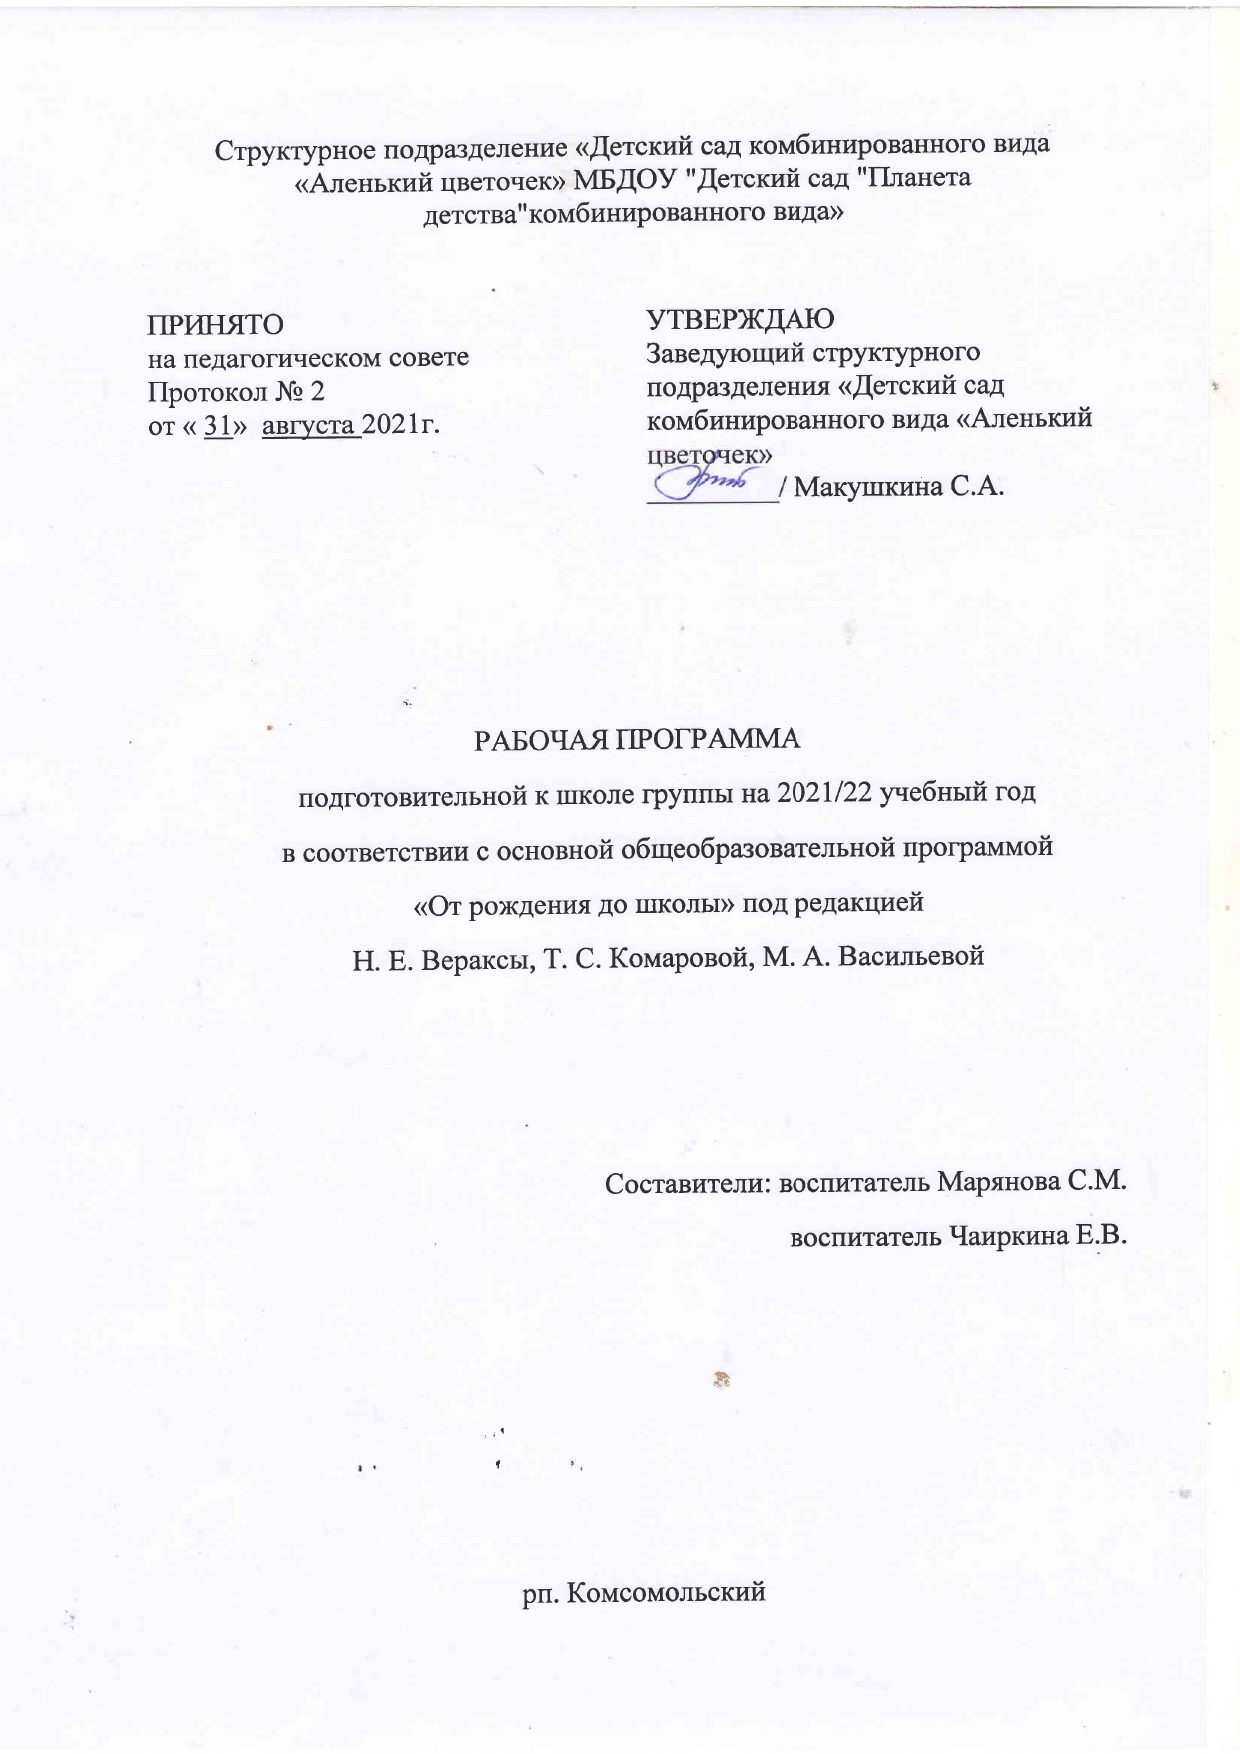 Структурное подразделение «Детский сад комбинированного вида
«Аленький цветочек» МБДОУ "Детский сад "Планета
детства"комбинированного вида»
ПРИНЯТО
на педагогическом совете
Протокол № 2
от « 31»  августа 2021г.
УТВЕРЖДАЮ
Заведующий структурного
подразделения «Детский сад
комбинированного вида «Аленький
цветочек»
_________/ Макушкина С.А.
РАБОЧАЯ ПРОГРАММА
подготовительной к школе группы на 2021/22 учебный год
в соответствии с основной общеобразовательной программой
«От рождения до школы» под редакцией
Н. Е. Вераксы, Т. С. Комаровой, М. А. Васильевой
Составители: воспитатель Марянова С.М.
воспитатель Чаиркина Е.В.
рп. Комсомольский